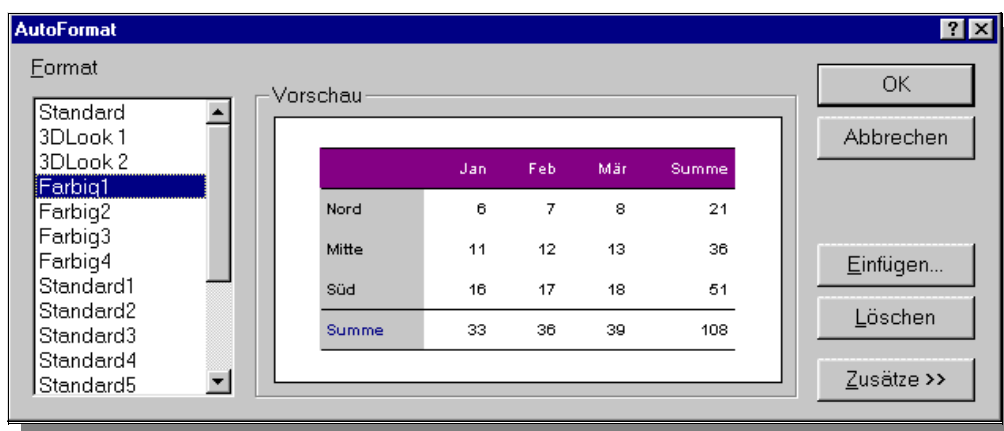 AutoFormat
Format
Standard
3DLook 1
3DLook 2
Farbig1
Farbig2
Farbig3
Farbig4
Standard1
Standard2
Standard3
Standard4
Standard5
Vorschau
Jan Feb Mär Summe
Nord 6 7 8 21
Mitte 11 12 13 36
Süd 16 17 18 51
Summe 33 36 39 108
OK
Abbrechen
Einfügen...
Löschen
Zusätze >>